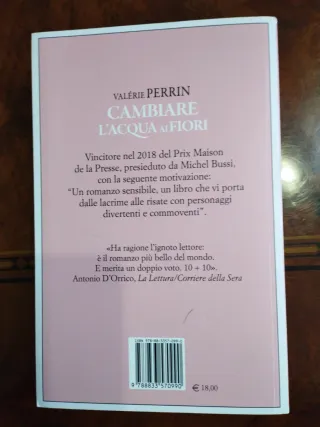 VALÉRIE PERRIN
CAMBIARE
L'ACQUA AI FIORI
Vincitore nel 2018 del Prix Maison
de la Presse, presieduto da Michel Bussi,
con la seguente motivazione:
"Un romanzo sensibile, un libro che vi porta
dalle lacrime alle risate con personaggi
divertenti e commoventi".
«Ha ragione l'ignoto lettore:
è il romanzo più bello del mondo.
E merita un doppio voto. 10 + 10».
Antonio D'Orrico, La Lettura/Corriere della Sera
9 788833 570990
€ 18,00